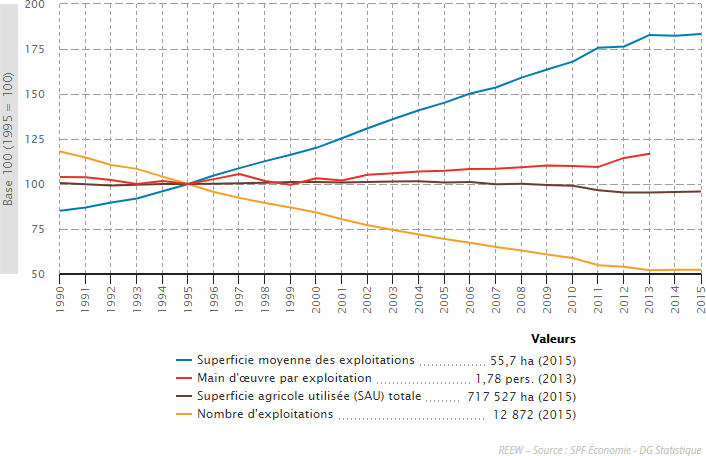 200
175
150
125
100
75
50
Base 100 (1995 = 100)
1990 1991 1992 1993 1994 1995 1996 1997 1998 1999 2000 2001 2002 2003 2004 2005 2006 2007 2008 2009 2010 2011 2012 2013 2014 2015
Valeurs
Superficie moyenne des exploitations 55,7 ha (2015)
Main d'œuvre par exploitation 1,78 pers. (2013)
Superficie agricole utilisée (SAU) totale 717 527 ha (2015)
Nombre d'exploitations 12 872 (2015)
REEW – Source : SPF Économie - DG Statistique